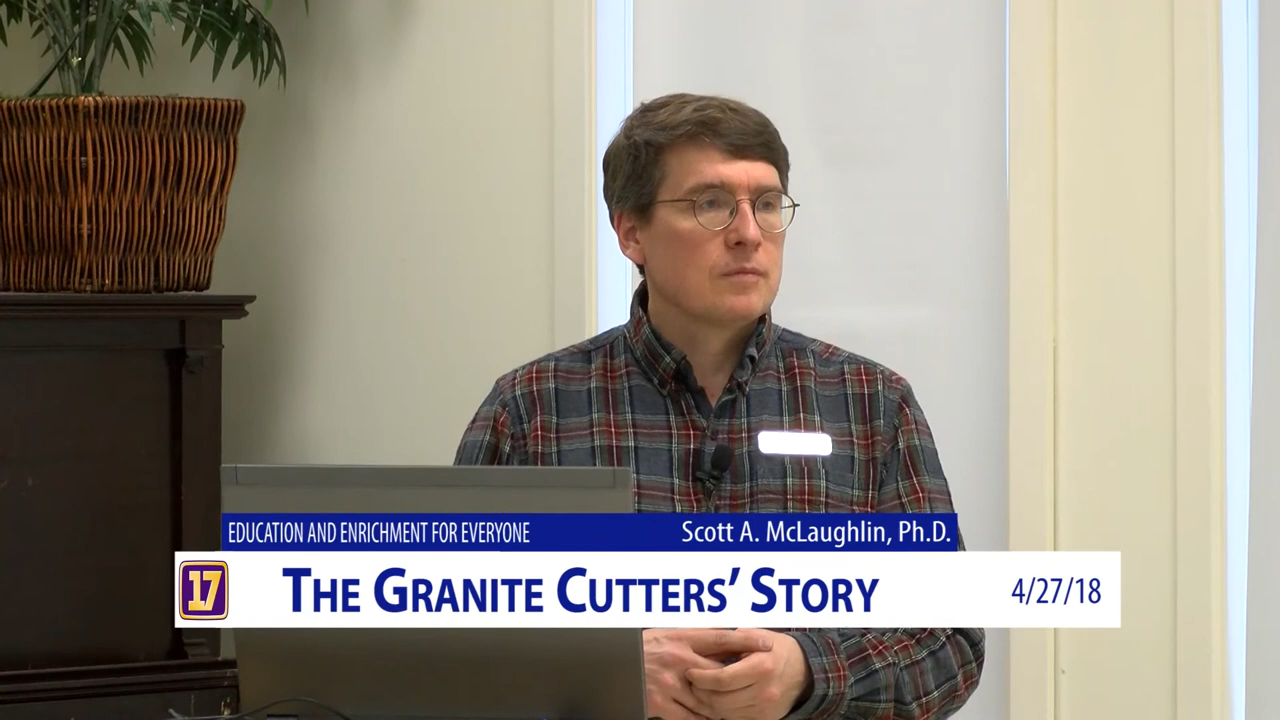 EDUCATION AND ENRICHMENT FOR EVERYONE
Scott A. McLaughlin, Ph.D.
17
THE GRANITE CUTTERS' STORY
4/27/18